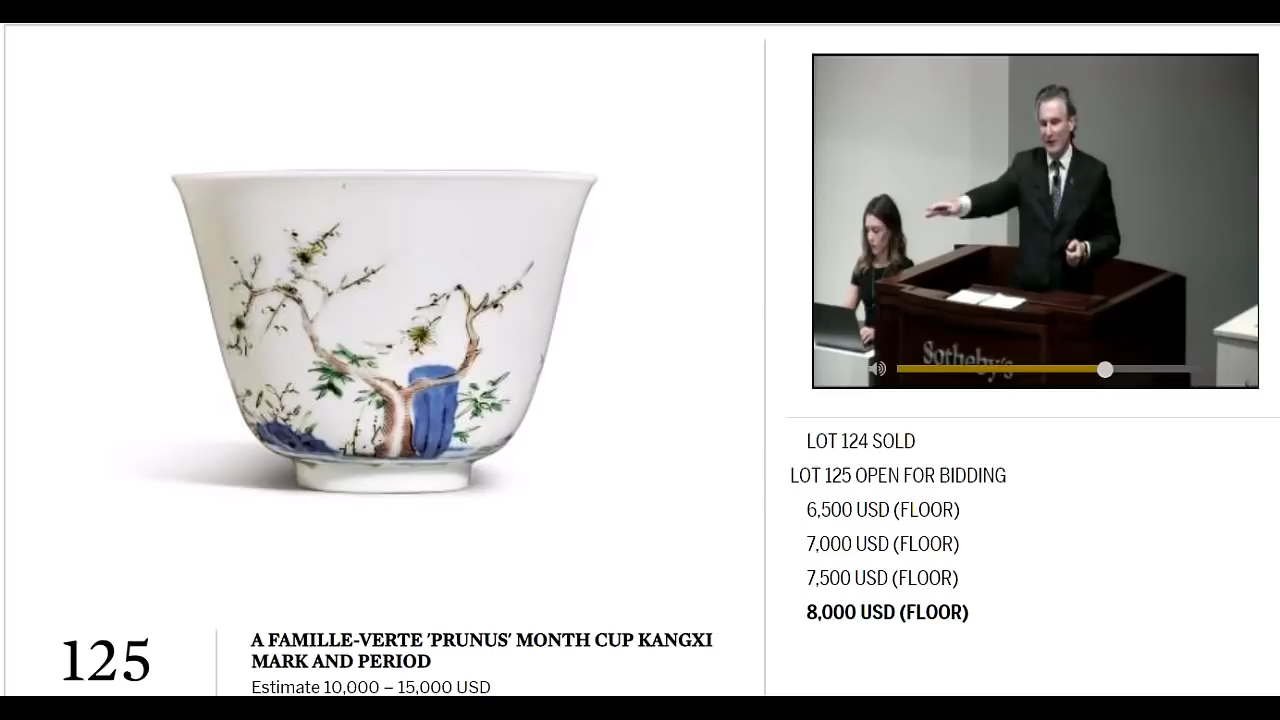 Sotheby's
LOT 124 SOLD
LOT 125 OPEN FOR BIDDING
6,500 USD (FLOOR)
7,000 USD (FLOOR)
7,500 USD (FLOOR)
8,000 USD (FLOOR)
125
A FAMILLE-VERTE 'PRUNUS' MONTH CUP KANGXI
MARK AND PERIOD
Estimate 10,000 – 15,000 USD